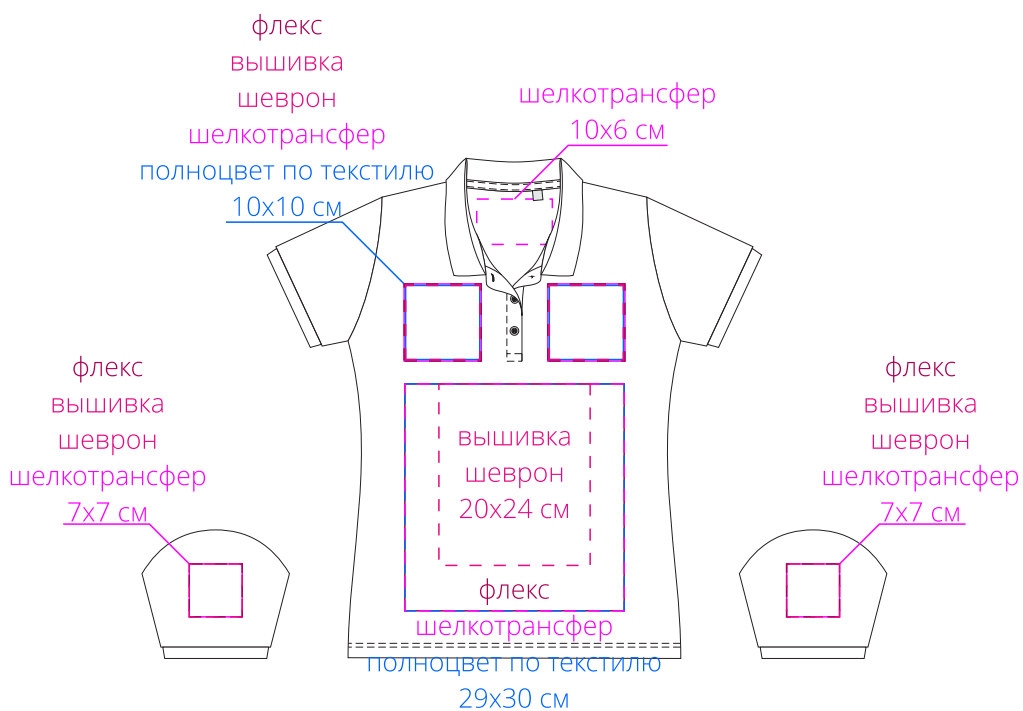 флекс
вышивка
шеврон
шелкотрансфер
полноцвет по текстилю
10x10 см
шелкотрансфер
10x6 см
флекс
вышивка
шеврон
шелкотрансфер
7x7 см
вышивка
шеврон
20x24 см
флекс
шелкотрансфер
полноцвет по текстилю
29x30 см
флекс
вышивка
шеврон
шелкотрансфер
7x7 см